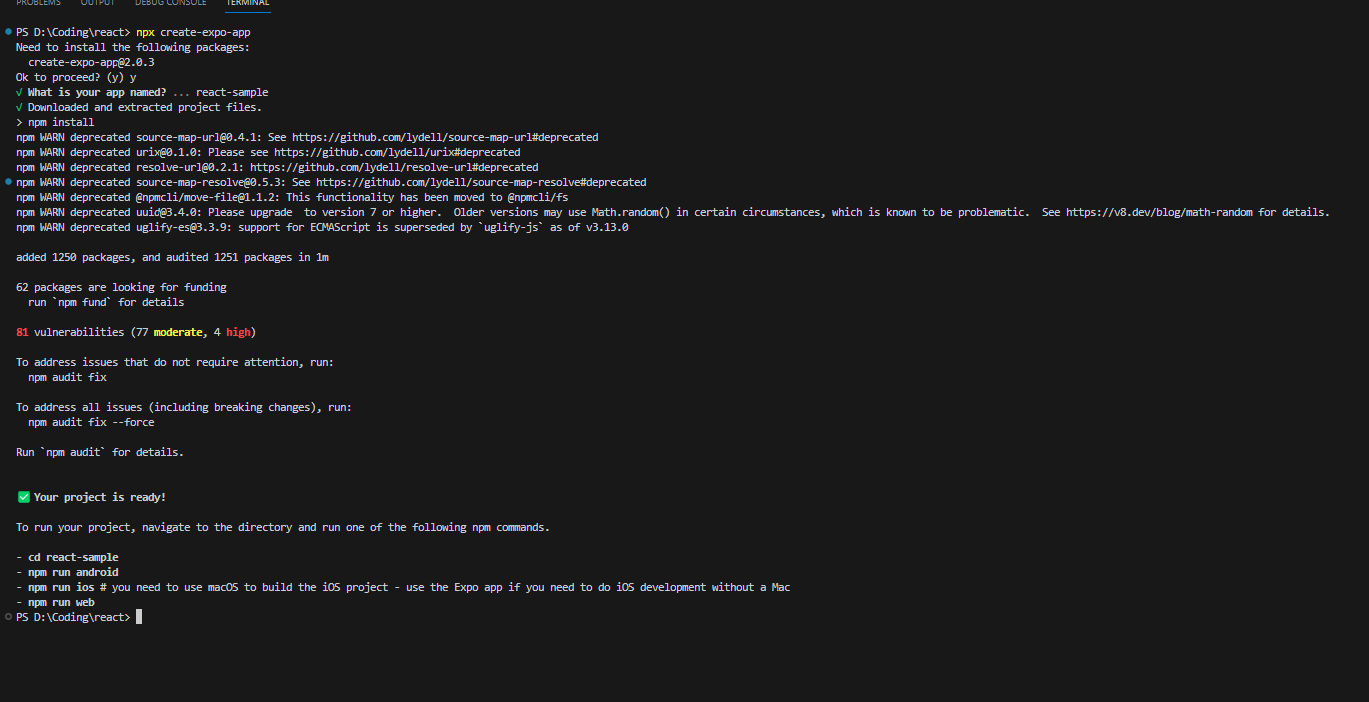 PROBLEMS OUTPUT DEBUG CONSOLE TERMINAL
PS D:\Coding\react> npx create-expo-app
Need to install the following packages:
  create-expo-app@2.0.3
Ok to proceed? (y) y
√ What is your app named? ... react-sample
√ Downloaded and extracted project files.
> npm install
npm WARN deprecated source-map-url@0.4.1: See https://github.com/lydell/source-map-url#deprecated
npm WARN deprecated urix@0.1.0: Please see https://github.com/lydell/urix#deprecated
npm WARN deprecated resolve-url@0.2.1: https://github.com/lydell/resolve-url#deprecated
npm WARN deprecated source-map-resolve@0.5.3: See https://github.com/lydell/source-map-resolve#deprecated
npm WARN deprecated @npmcli/move-file@1.1.2: This functionality has been moved to @npmcli/fs
npm WARN deprecated uuid@3.4.0: Please upgrade  to version 7 or higher.  Older versions may use Math.random() in certain circumstances, which is known to be problematic.  See https://v8.dev/blog/math-random for details.
npm WARN deprecated uglify-es@3.3.9: support for ECMAScript is superseded by `uglify-js` as of v3.13.0
added 1250 packages, and audited 1251 packages in 1m
62 packages are looking for funding
  run `npm fund` for details
81 vulnerabilities (77 moderate, 4 high)
To address issues that do not require attention, run:
  npm audit fix
To address all issues (including breaking changes), run:
  npm audit fix --force
Run `npm audit` for details.
✅ Your project is ready!
To run your project, navigate to the directory and run one of the following npm commands.
- cd react-sample
- npm run android
- npm run ios # you need to use macOS to build the iOS project - use the Expo app if you need to do iOS development without a Mac
- npm run web
PS D:\Coding\react>